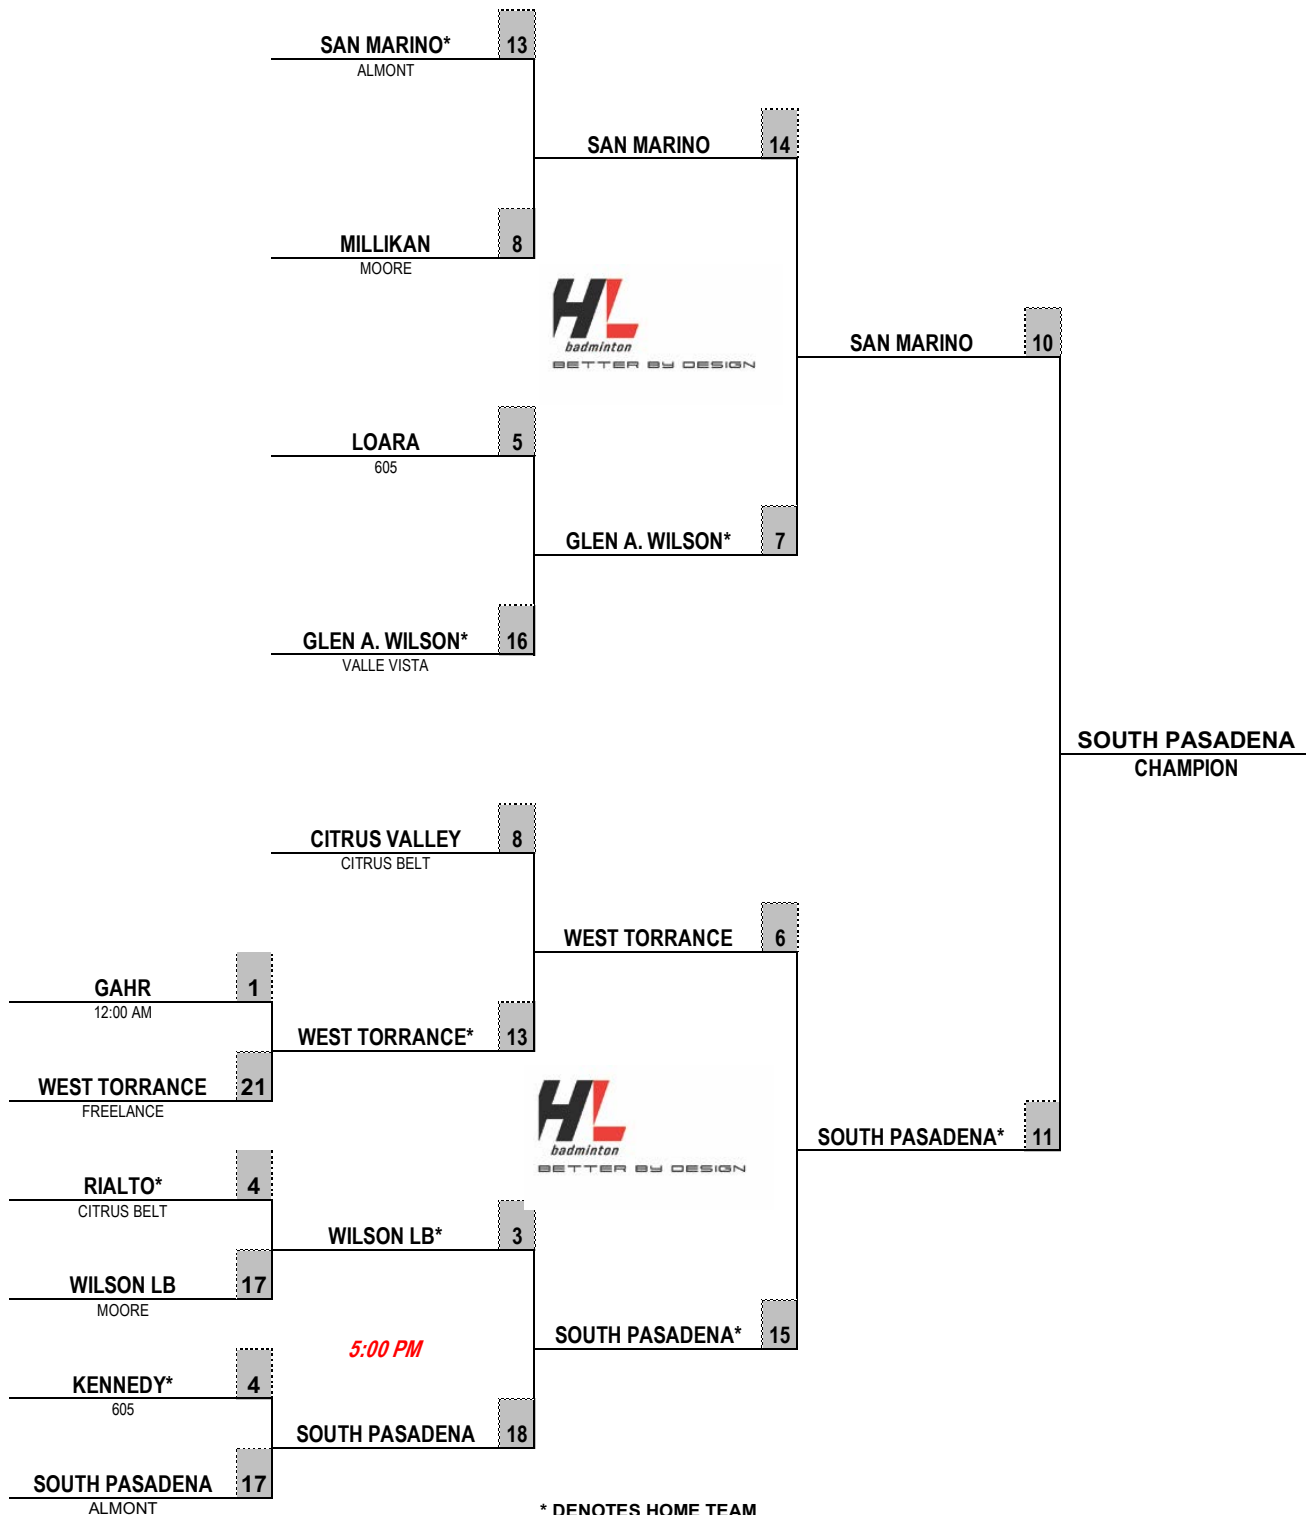 SAN MARINO* 13
ALMONT
SAN MARINO 14
MILLIKAN 8
MOORE
HL
badminton
BETTER BY DESIGN
SAN MARINO 10
LOARA 5
605
GLEN A. WILSON* 7
GLEN A. WILSON* 16
VALLE VISTA
SOUTH PASADENA
CHAMPION
CITRUS VALLEY 8
CITRUS BELT
WEST TORRANCE 6
GAHR 1
12:00 AM
WEST TORRANCE* 13
WEST TORRANCE 21
FREELANCE
HL
badminton
BETTER BY DESIGN
SOUTH PASADENA* 11
RIALTO* 4
CITRUS BELT
WILSON LB* 3
WILSON LB 17
MOORE
SOUTH PASADENA* 15
5:00 PM
KENNEDY* 4
605
SOUTH PASADENA 18
SOUTH PASADENA 17
ALMONT
* DENOTES HOME TEAM